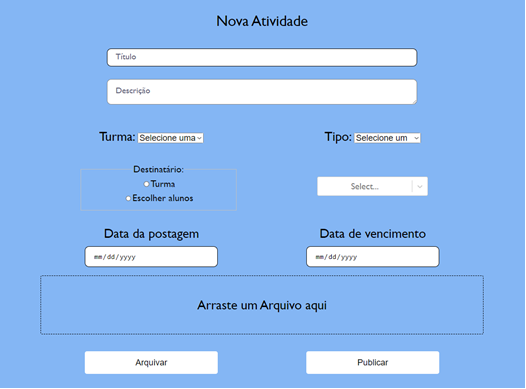 Nova Atividade
Título
Descrição
Turma: Selecione uma
Tipo: Selecione um
Destinatário:
Turma
Escolher alunos
Select...
Data da postagem
Data de vencimento
mm/dd/yyyy
mm/dd/yyyy
Arraste um Arquivo aqui
Arquivar
Publicar